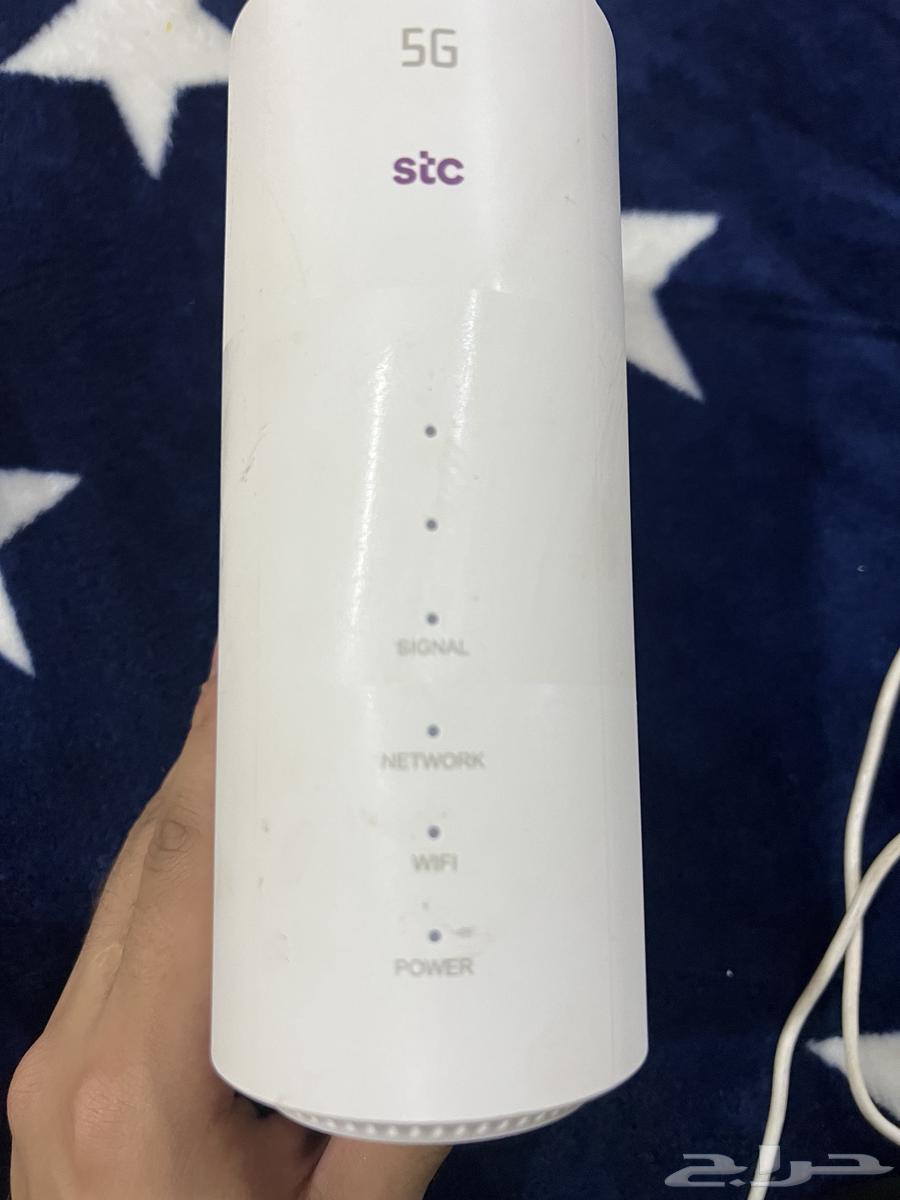 5G
stc
SIGNAL
NETWORK
WIFI
POWER
حراج